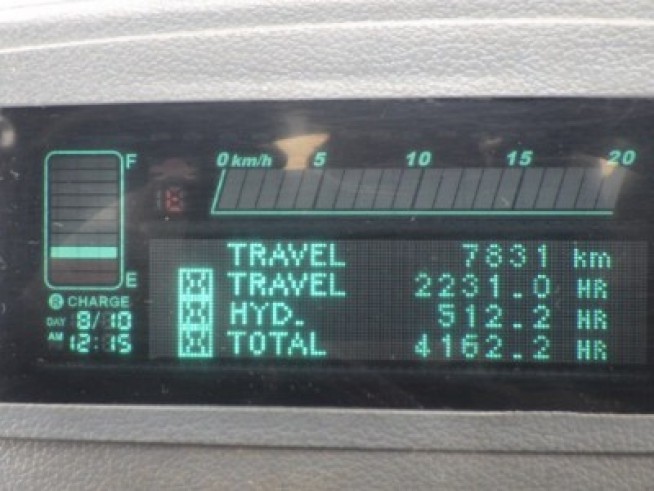 F
0 km/h 5 10 15 20
E
TRAVEL 7831 km
TRAVEL 2231.0 HR
HYD. 512.2 HR
TOTAL 4162.2 HR
CHARGE
DAY 8/10
AM 12:15